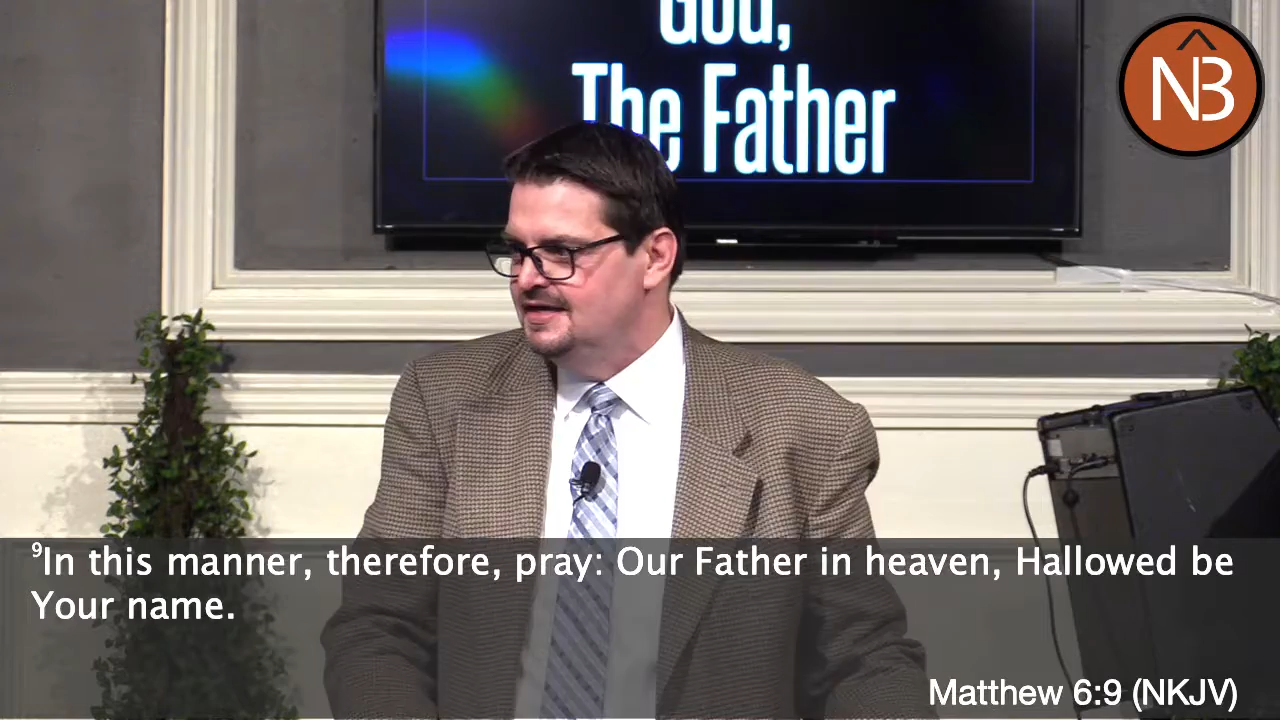 God,
The Father
NB
⁹In this manner, therefore, pray: Our Father in heaven, Hallowed be
Your name.
Matthew 6:9 (NKJV)